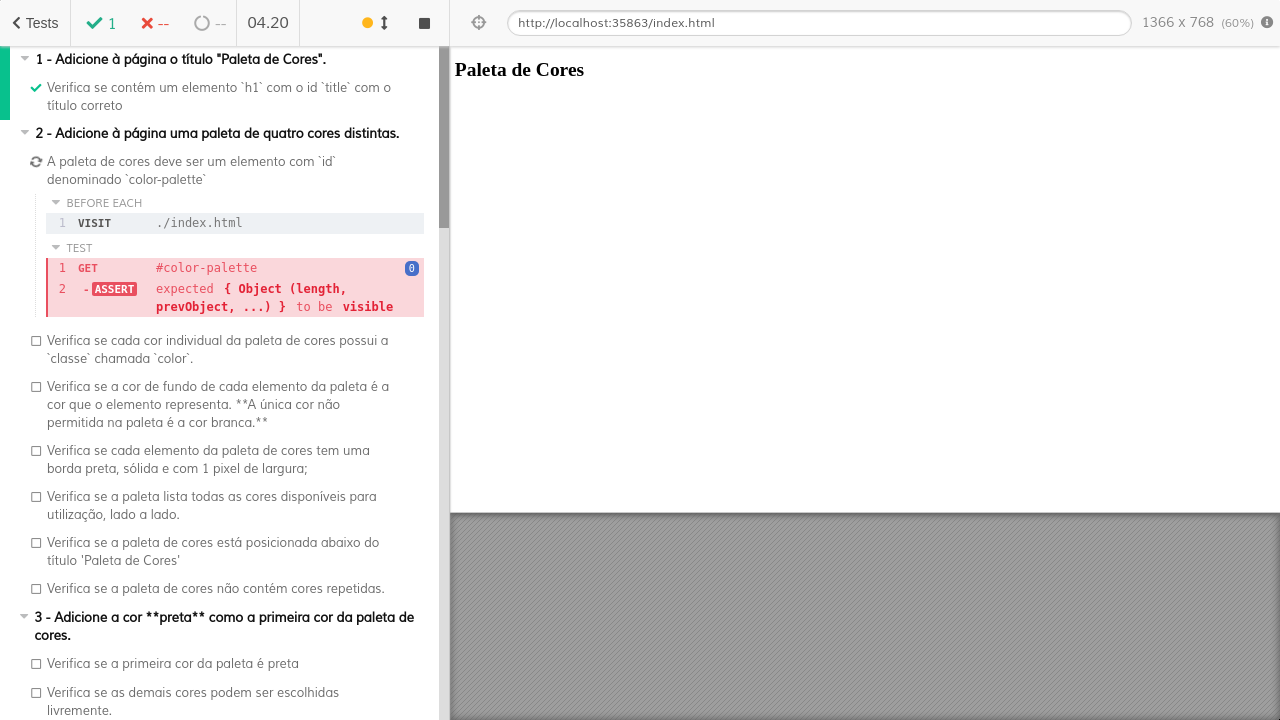 Tests
1
--
--
04.20
http://localhost:35863/index.html
1366 x 768 (60%)
1 - Adicione à página o título "Paleta de Cores".
Verifica se contém um elemento `h1` com o id `title` com o
título correto
2 - Adicione à página uma paleta de quatro cores distintas.
A paleta de cores deve ser um elemento com `id`
denominado `color-palette`
BEFORE EACH
1 VISIT ./index.html
TEST
1 GET #color-palette 0
2 -ASSERT expected { Object (length,
prevObject, ...) } to be visible
Verifica se cada cor individual da paleta de cores possui a
`classe` chamada `color`.
Verifica se a cor de fundo de cada elemento da paleta é a
cor que o elemento representa. **A única cor não
permitida na paleta é a cor branca.**
Verifica se cada elemento da paleta de cores tem uma
borda preta, sólida e com 1 pixel de largura;
Verifica se a paleta lista todas as cores disponíveis para
utilização, lado a lado.
Verifica se a paleta de cores está posicionada abaixo do
título 'Paleta de Cores'
Verifica se a paleta de cores não contém cores repetidas.
3 - Adicione a cor **preta** como a primeira cor da paleta de
cores.
Verifica se a primeira cor da paleta é preta
Verifica se as demais cores podem ser escolhidas
livremente.
Paleta de Cores